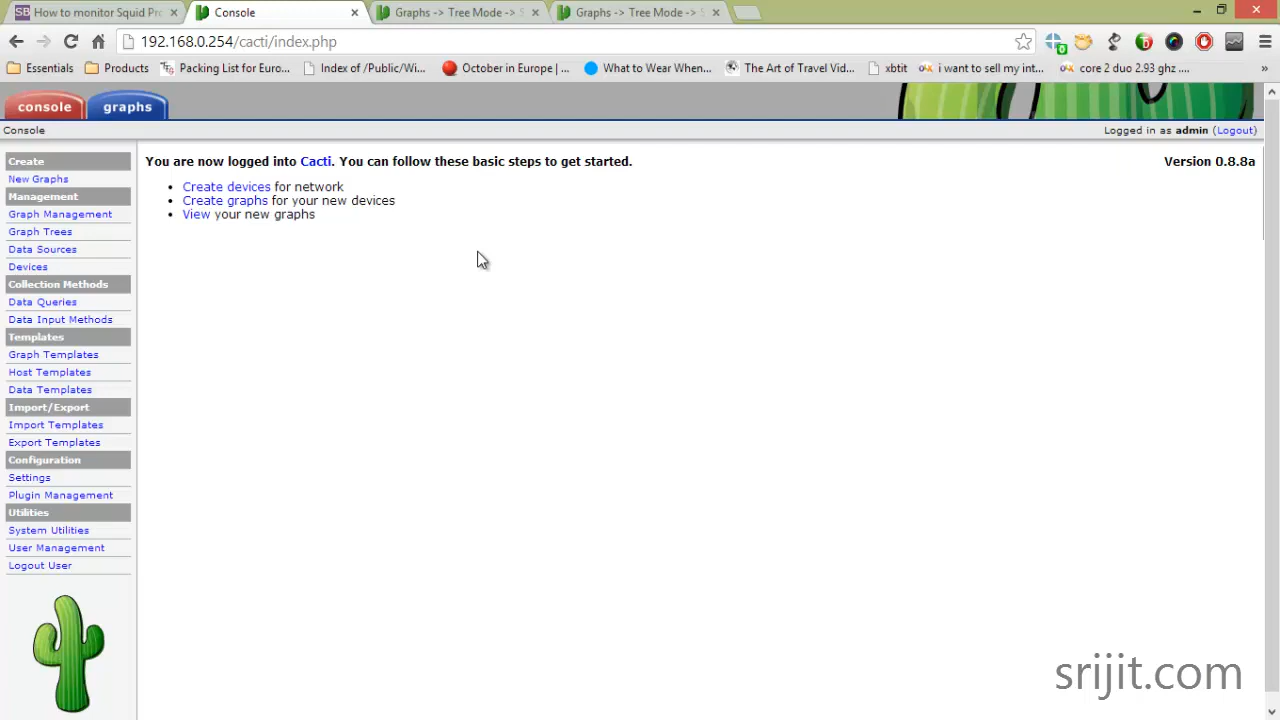 How to monitor Squid Pro
Console
Graphs -> Tree Mode -> S
Graphs -> Tree Mode -> S
192.168.0.254/cacti/index.php
0
Essentials
Products
Packing List for Euro...
Index of /Public/Wi...
October in Europe | ...
What to Wear When...
The Art of Travel Vid...
xbtit
i want to sell my int...
core 2 duo 2.93 ghz ....
»
console
graphs
Console
Logged in as admin (Logout)
Create
New Graphs
Management
Graph Management
Graph Trees
Data Sources
Devices
Collection Methods
Data Queries
Data Input Methods
Templates
Graph Templates
Host Templates
Data Templates
Import/Export
Import Templates
Export Templates
Configuration
Settings
Plugin Management
Utilities
System Utilities
User Management
Logout User
You are now logged into Cacti. You can follow these basic steps to get started.
Version 0.8.8a
• Create devices for network
• Create graphs for your new devices
• View your new graphs
srijit.com